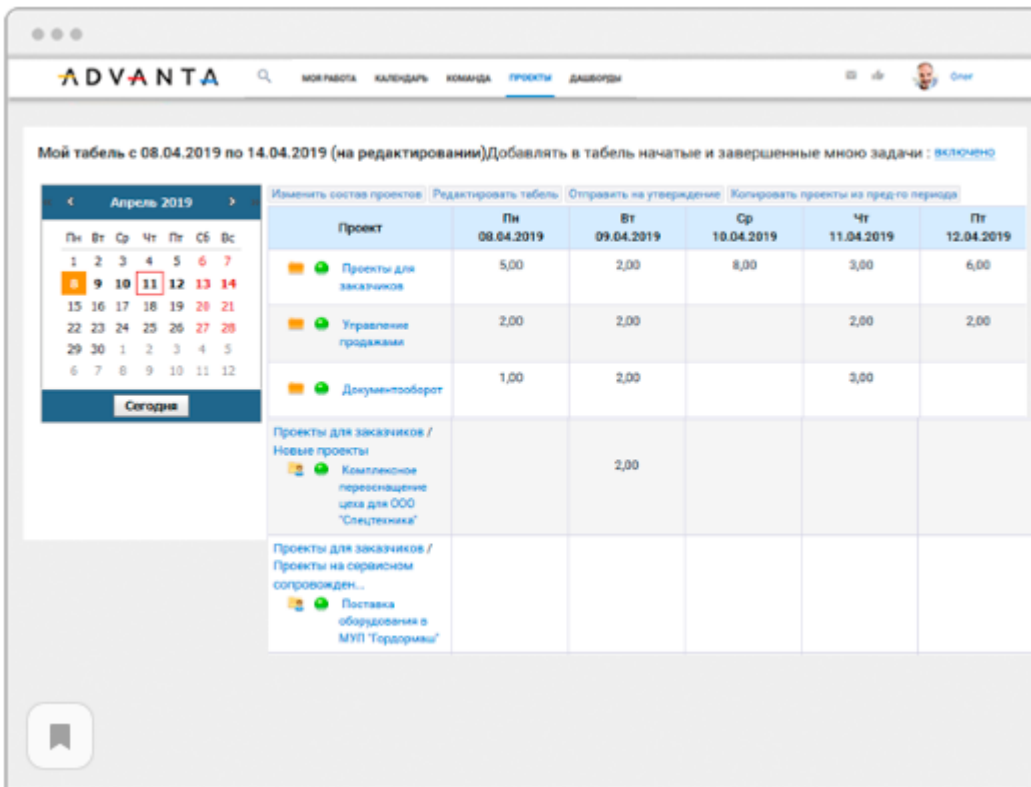 ADVANTA МОЯ РАБОТА КАЛЕНДАРЬ КОМАНДА ПРОЕКТЫ ДАШБОРДЫ Олег
Мой табель с 08.04.2019 по 14.04.2019 (на редактировании)Добавлять в табель начатые и завершенные мною задачи : включено
‹ Апрель 2019 ›
Пн Вт Ср Чт Пт Сб Вс
1 2 3 4 5 6 7
8 9 10 11 12 13 14
15 16 17 18 19 20 21
22 23 24 25 26 27 28
29 30 1 2 3 4 5
6 7 8 9 10 11 12
Сегодня
Изменить состав проектов Редактировать табель Отправить на утверждение Копировать проекты из пред-го периода
Проект Пн Вт Ср Чт Пт
08.04.2019 09.04.2019 10.04.2019 11.04.2019 12.04.2019
Проекты для 5,00 2,00 8,00 3,00 6,00
заказчиков
Управление 2,00 2,00 2,00 2,00
продажами
Документооборот 1,00 2,00 3,00
Проекты для заказчиков /
Новые проекты
Комплексное 2,00
переоснащение
цеха для ООО
"Спецтехника"
Проекты для заказчиков /
Проекты на сервисном
сопровожден...
Поставка
оборудования в
МУП "Гордормаш"